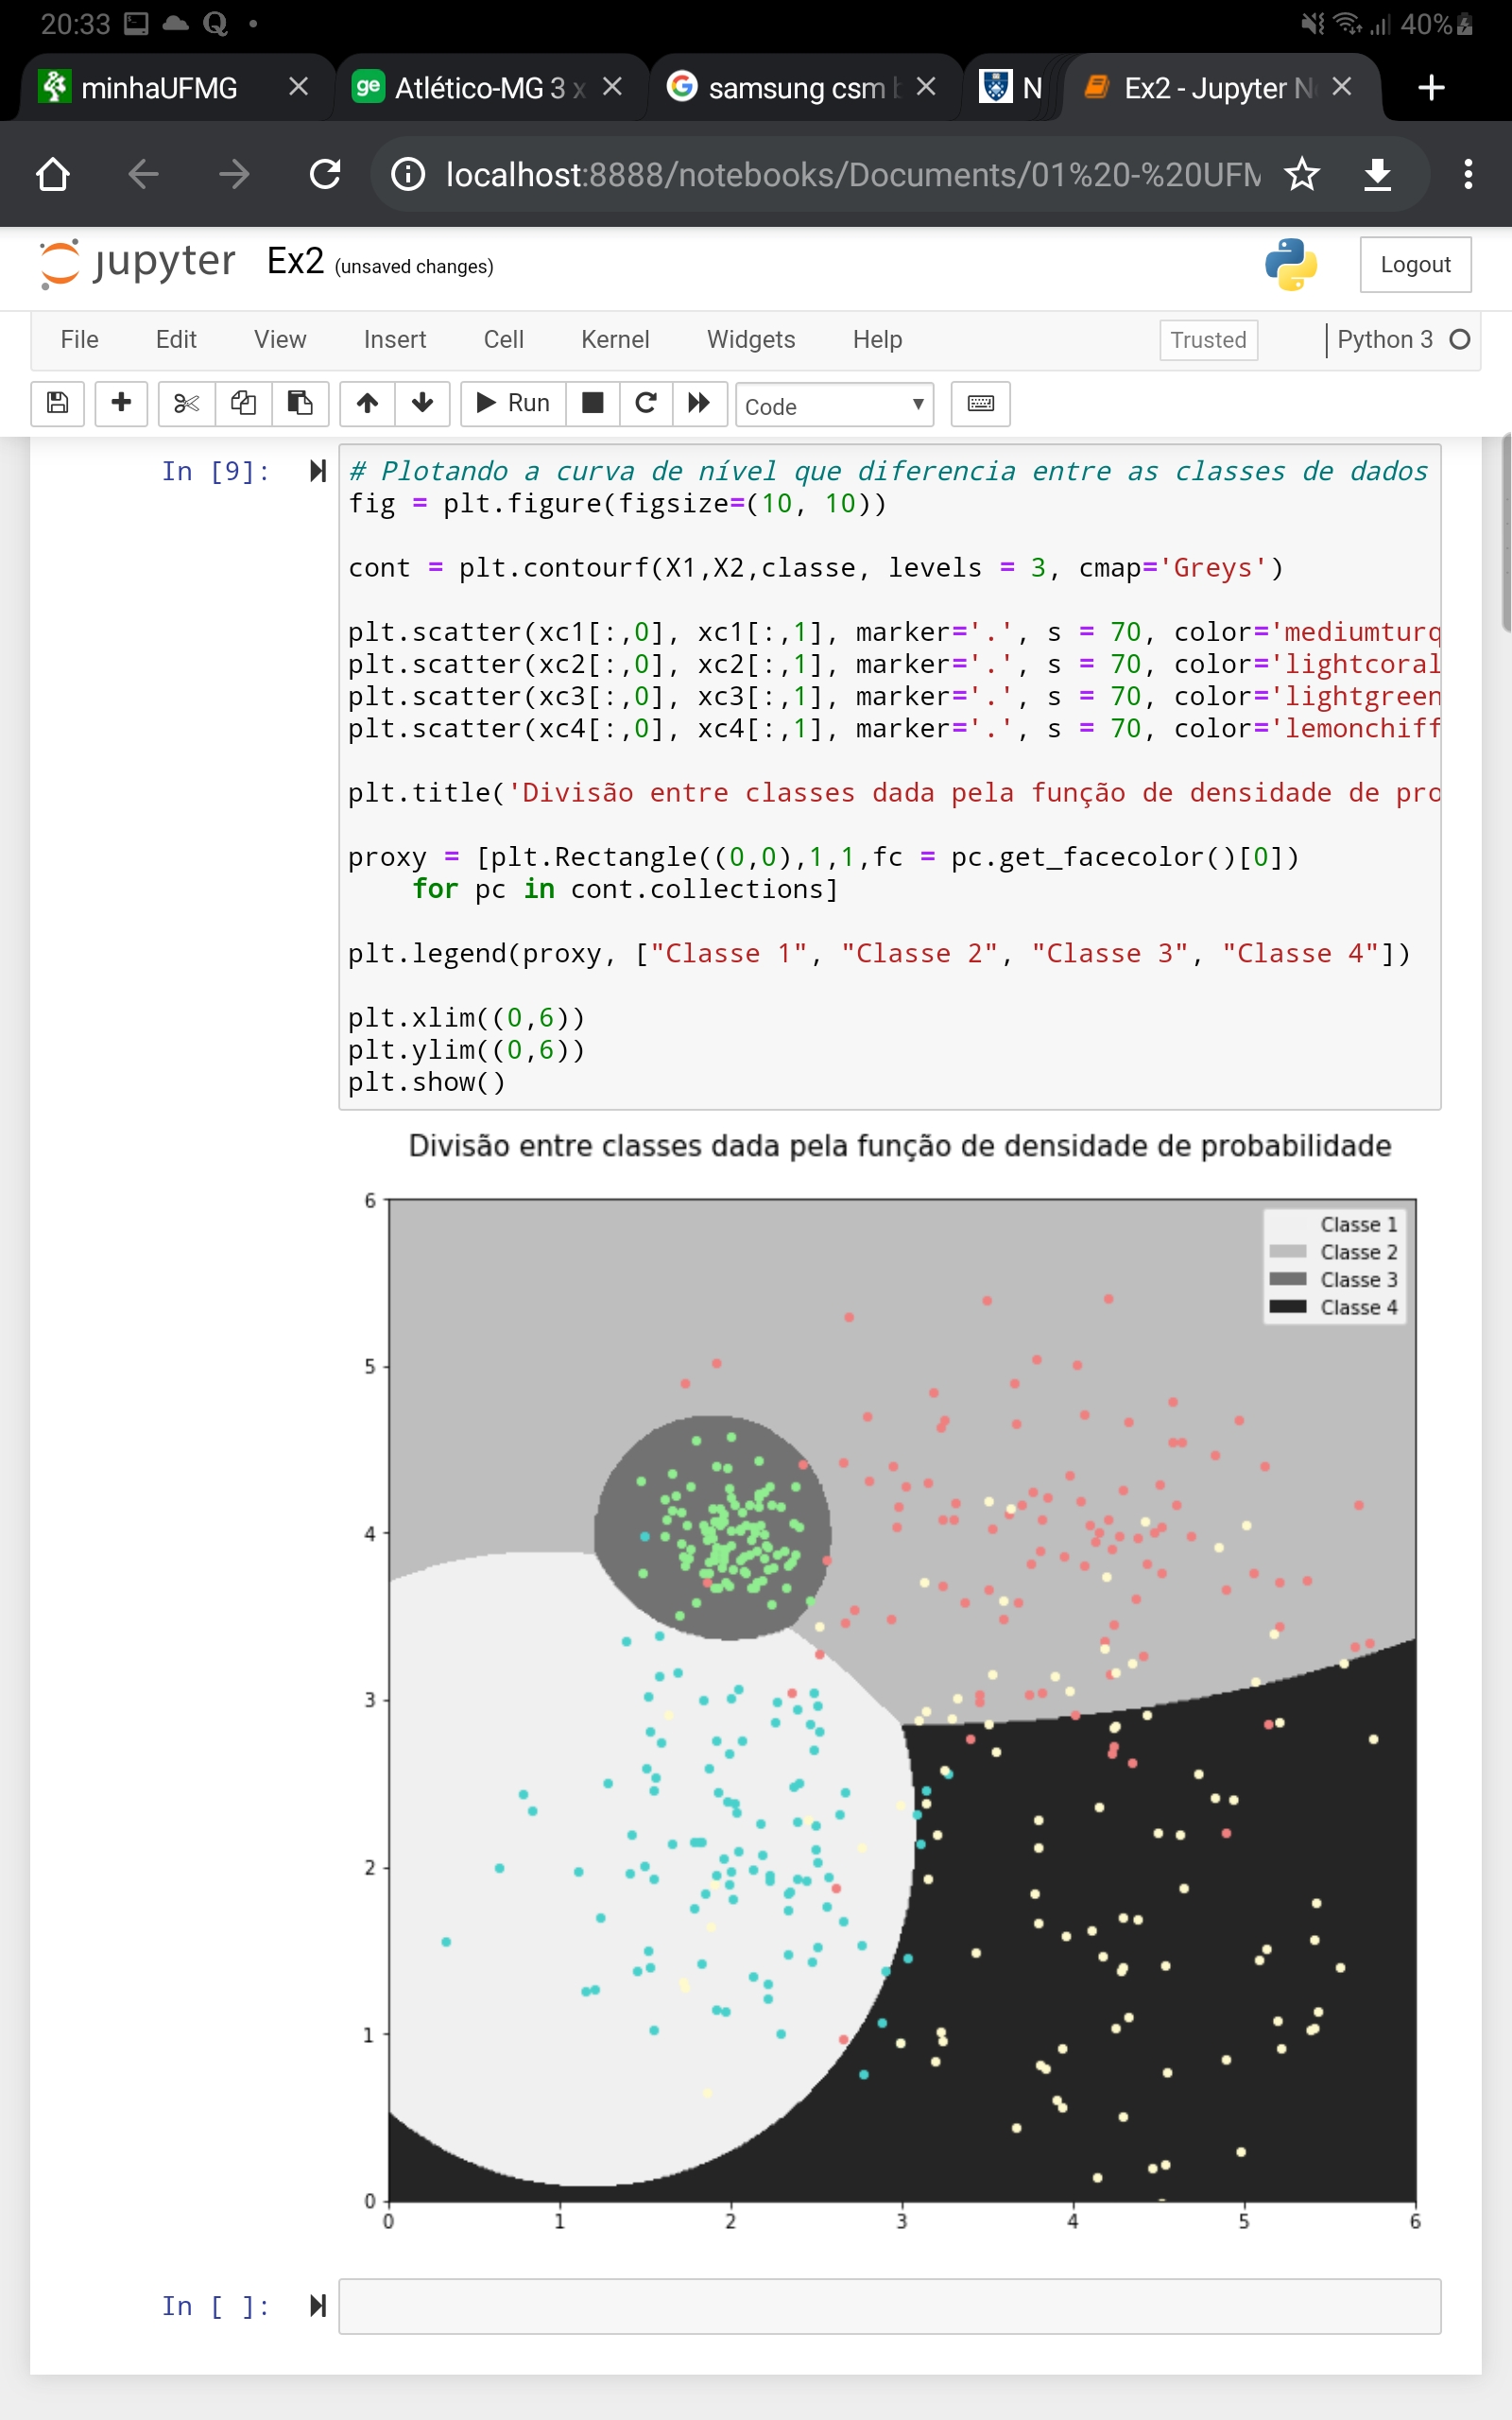 20:33
40%
minhaUFMG
ge Atlético-MG 3 x
samsung csm b
N
Ex2 - Jupyter N
localhost:8888/notebooks/Documents/01%20-%20UFM
jupyter Ex2 (unsaved changes)
Logout
File Edit View Insert Cell Kernel Widgets Help
Trusted
Python 3
Run
Code
In [9]:
# Plotando a curva de nível que diferencia entre as classes de dados
fig = plt.figure(figsize=(10, 10))
cont = plt.contourf(X1,X2,classe, levels = 3, cmap='Greys')
plt.scatter(xc1[:,0], xc1[:,1], marker='.', s = 70, color='mediumturq
plt.scatter(xc2[:,0], xc2[:,1], marker='.', s = 70, color='lightcoral
plt.scatter(xc3[:,0], xc3[:,1], marker='.', s = 70, color='lightgreen
plt.scatter(xc4[:,0], xc4[:,1], marker='.', s = 70, color='lemonchiff
plt.title('Divisão entre classes dada pela função de densidade de pro
proxy = [plt.Rectangle((0,0),1,1,fc = pc.get_facecolor()[0])
for pc in cont.collections]
plt.legend(proxy, ["Classe 1", "Classe 2", "Classe 3", "Classe 4"])
plt.xlim((0,6))
plt.ylim((0,6))
plt.show()
Divisão entre classes dada pela função de densidade de probabilidade
Classe 1
Classe 2
Classe 3
Classe 4
6
5
4
3
2
1
0
0 1 2 3 4 5 6
In [ ]: